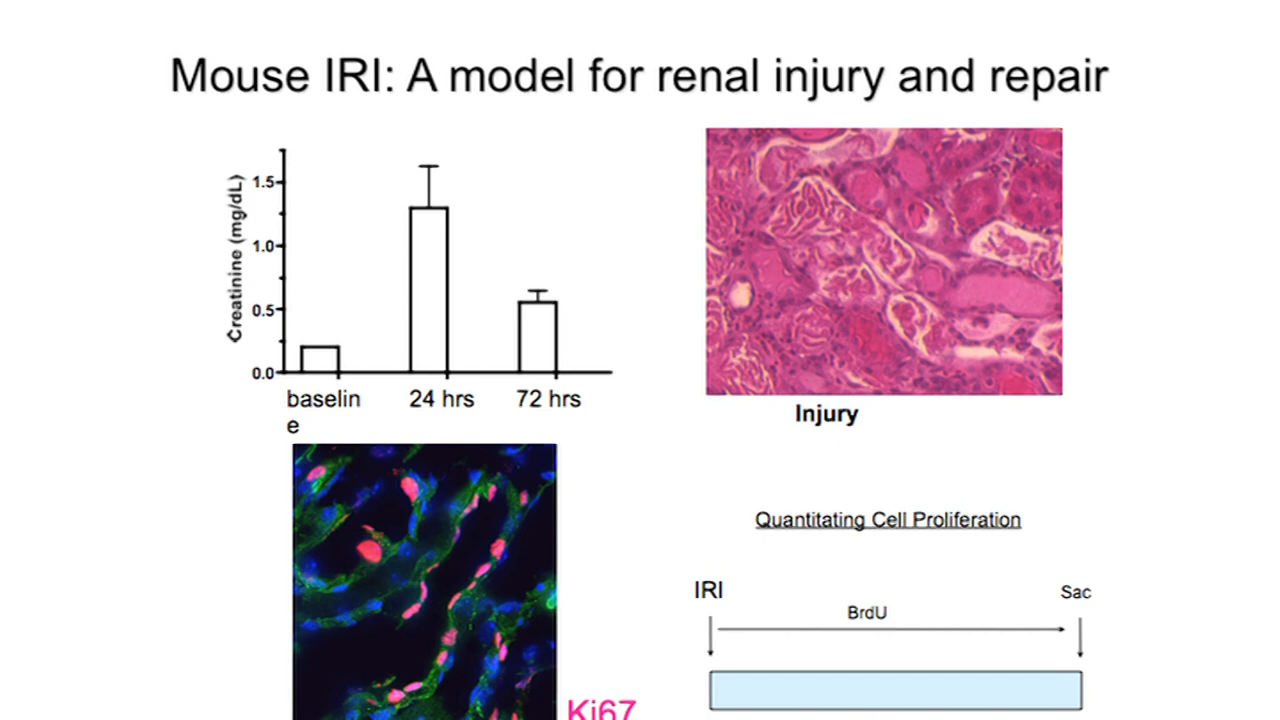 Mouse IRI: A model for renal injury and repair
Creatinine (mg/dL)
1.5
1.0
0.5
0.0
baselin
e
24 hrs
72 hrs
Injury
Ki67
Quantitating Cell Proliferation
IRI
Sac
BrdU